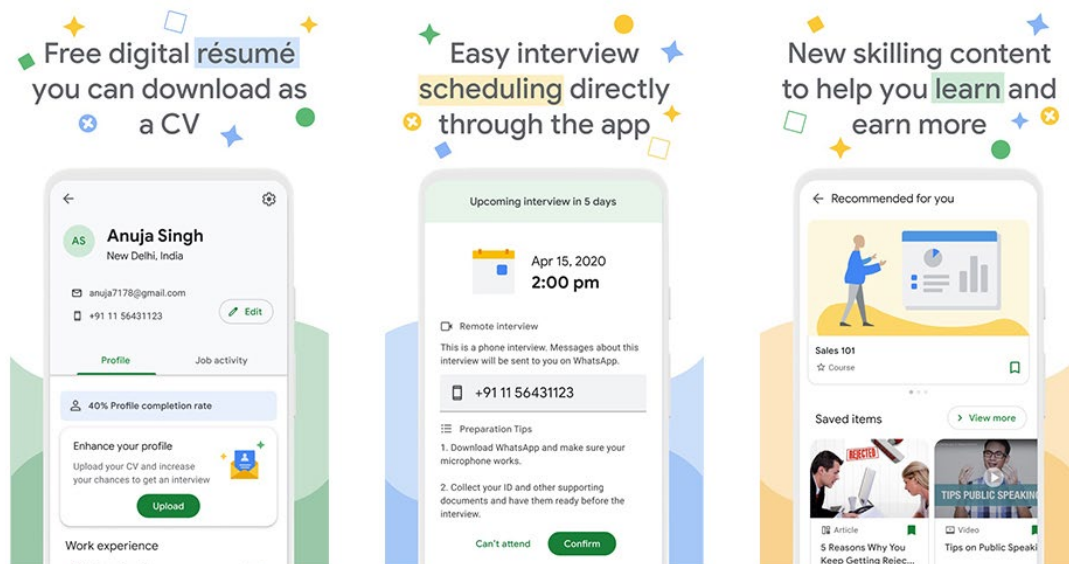 Free digital résumé
you can download as
a CV
AS
Anuja Singh
New Delhi, India
anuja7178@gmail.com
+91 11 56431123
Edit
Profile
Job activity
40% Profile completion rate
Enhance your profile
Upload your CV and increase
your chances to get an interview
Upload
Work experience
Easy interview
scheduling directly
through the app
Upcoming interview in 5 days
Apr 15, 2020
2:00 pm
Remote interview
This is a phone interview. Messages about this
interview will be sent to you on WhatsApp.
+91 11 56431123
Preparation Tips
1. Download WhatsApp and make sure your
microphone works.
2. Collect your ID and other supporting
documents and have them ready before the
interview.
Can't attend
Confirm
New skilling content
to help you learn and
earn more
Recommended for you
Sales 101
Course
Saved items
View more
REJECTED
TIPS PUBLIC SPEAKIN
Article
Video
5 Reasons Why You
Keep Getting Rejec...
Tips on Public Speaki